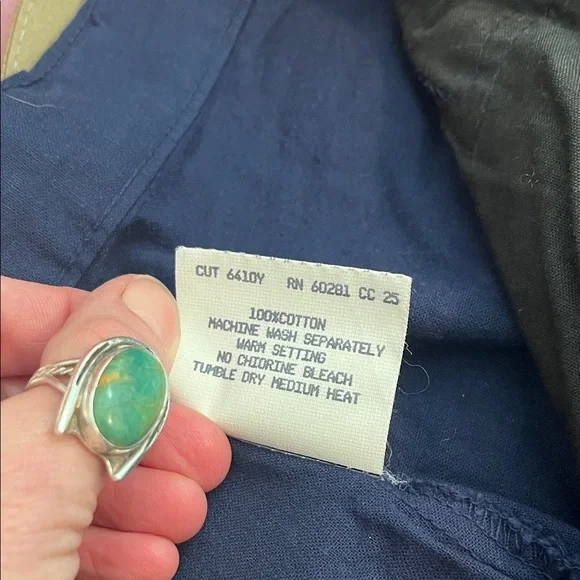 CUT 6410Y RN 60281 CC 25
100%COTTON
MACHINE WASH SEPARATELY
WARM SETTING
NO CHIORINE BLEACH
TUMBLE DRY MEDIUM HEAT